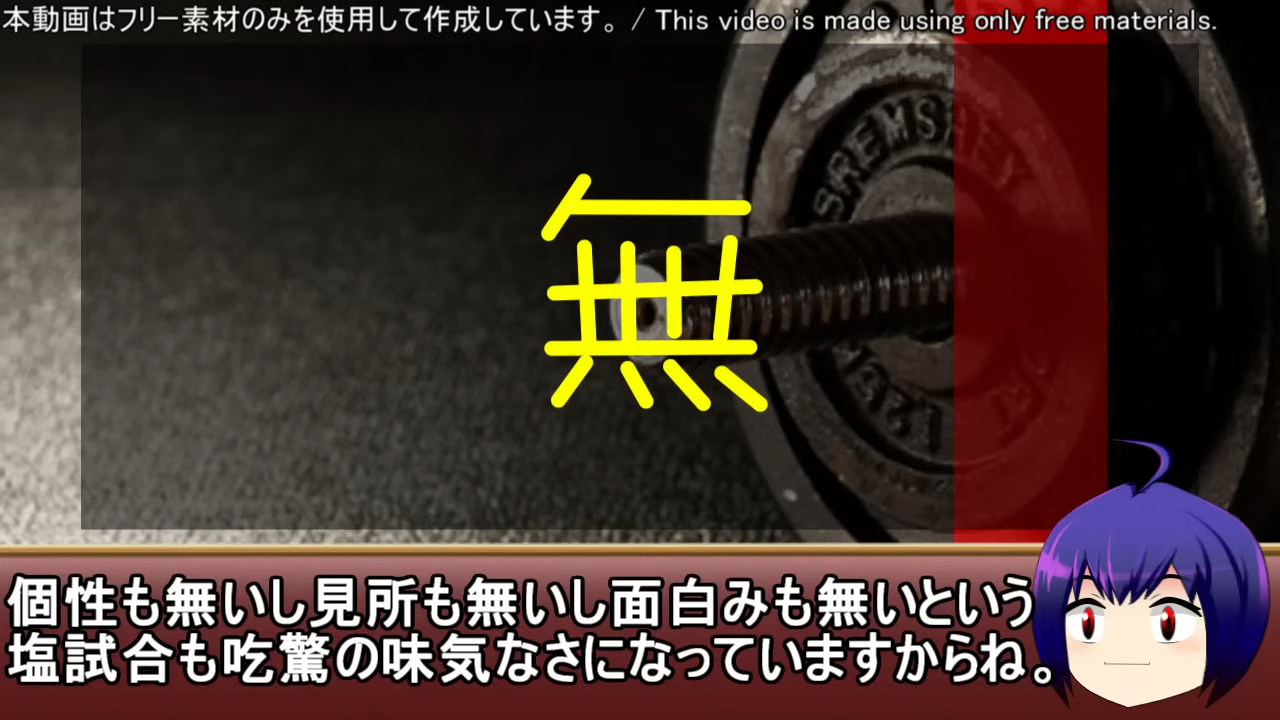 本動画はフリー素材のみを使用して作成しています。 / This video is made using only free materials.
BREMSHEY
無
個性も無いし見所も無いし面白みも無いという
塩試合も吃驚の味気なさになっていますからね。